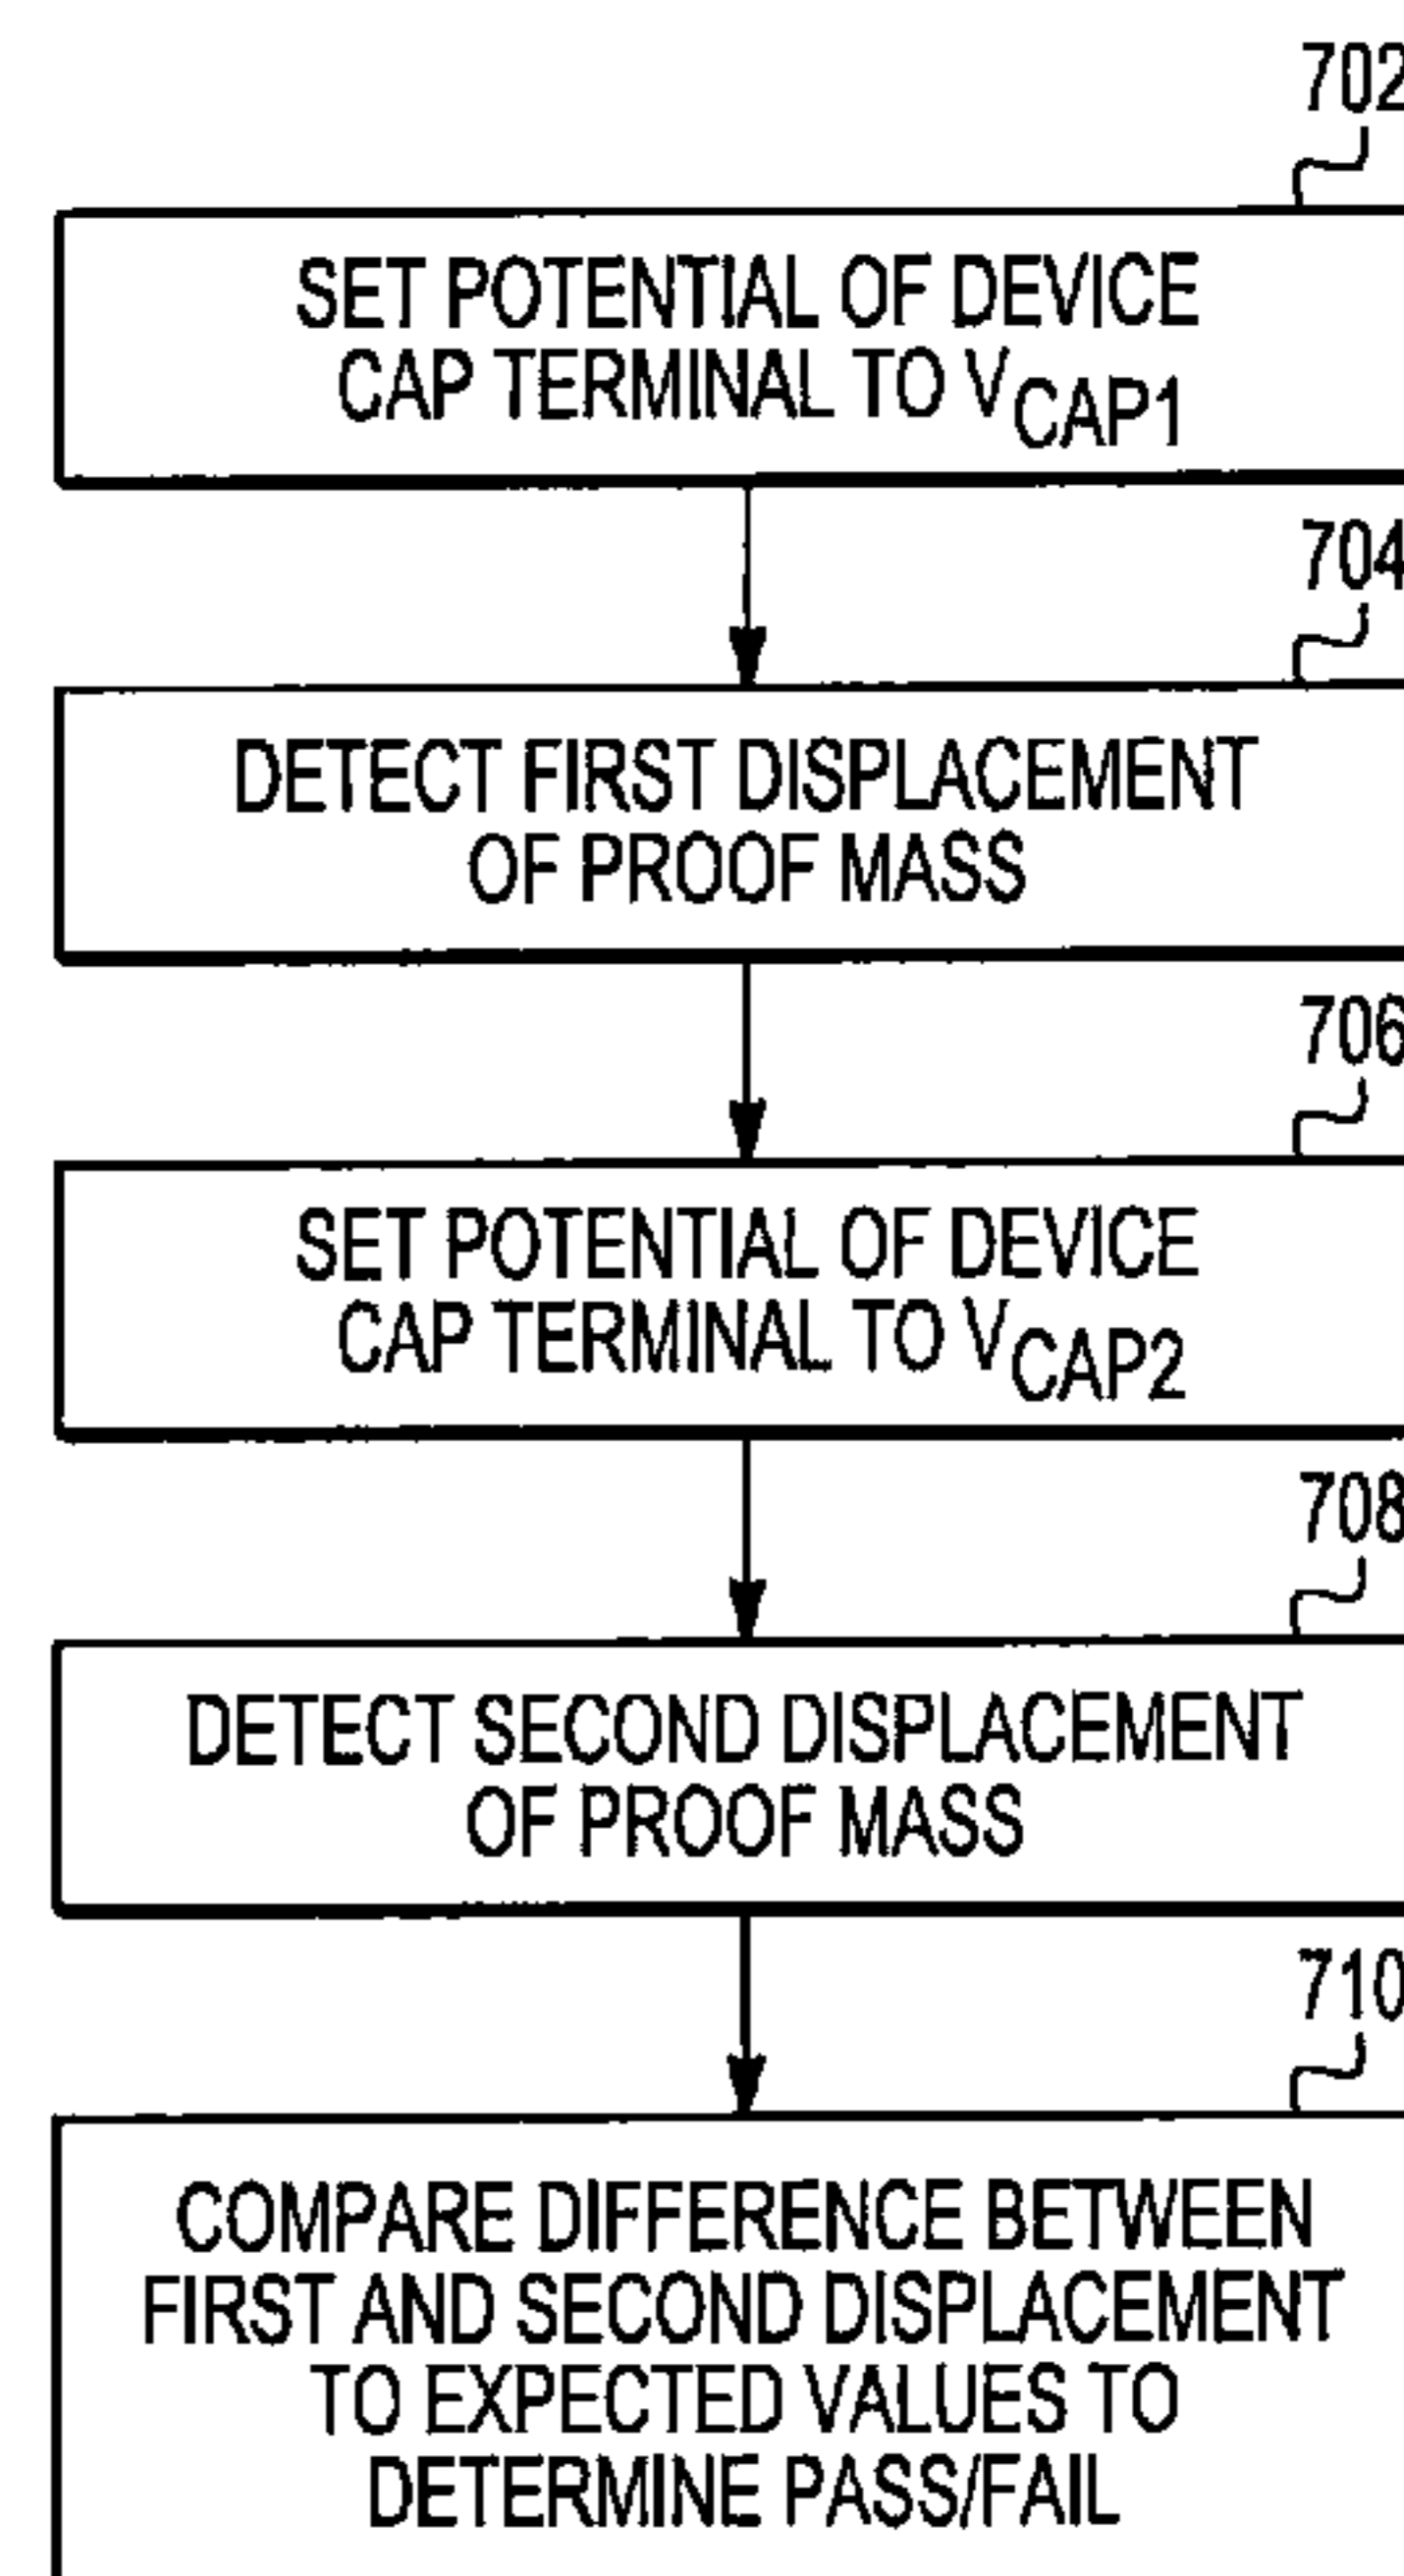 702
SET POTENTIAL OF DEVICE
CAP TERMINAL TO VCAP1
704
DETECT FIRST DISPLACEMENT
OF PROOF MASS
706
SET POTENTIAL OF DEVICE
CAP TERMINAL TO VCAP2
708
DETECT SECOND DISPLACEMENT
OF PROOF MASS
710
COMPARE DIFFERENCE BETWEEN
FIRST AND SECOND DISPLACEMENT
TO EXPECTED VALUES TO
DETERMINE PASS/FAIL